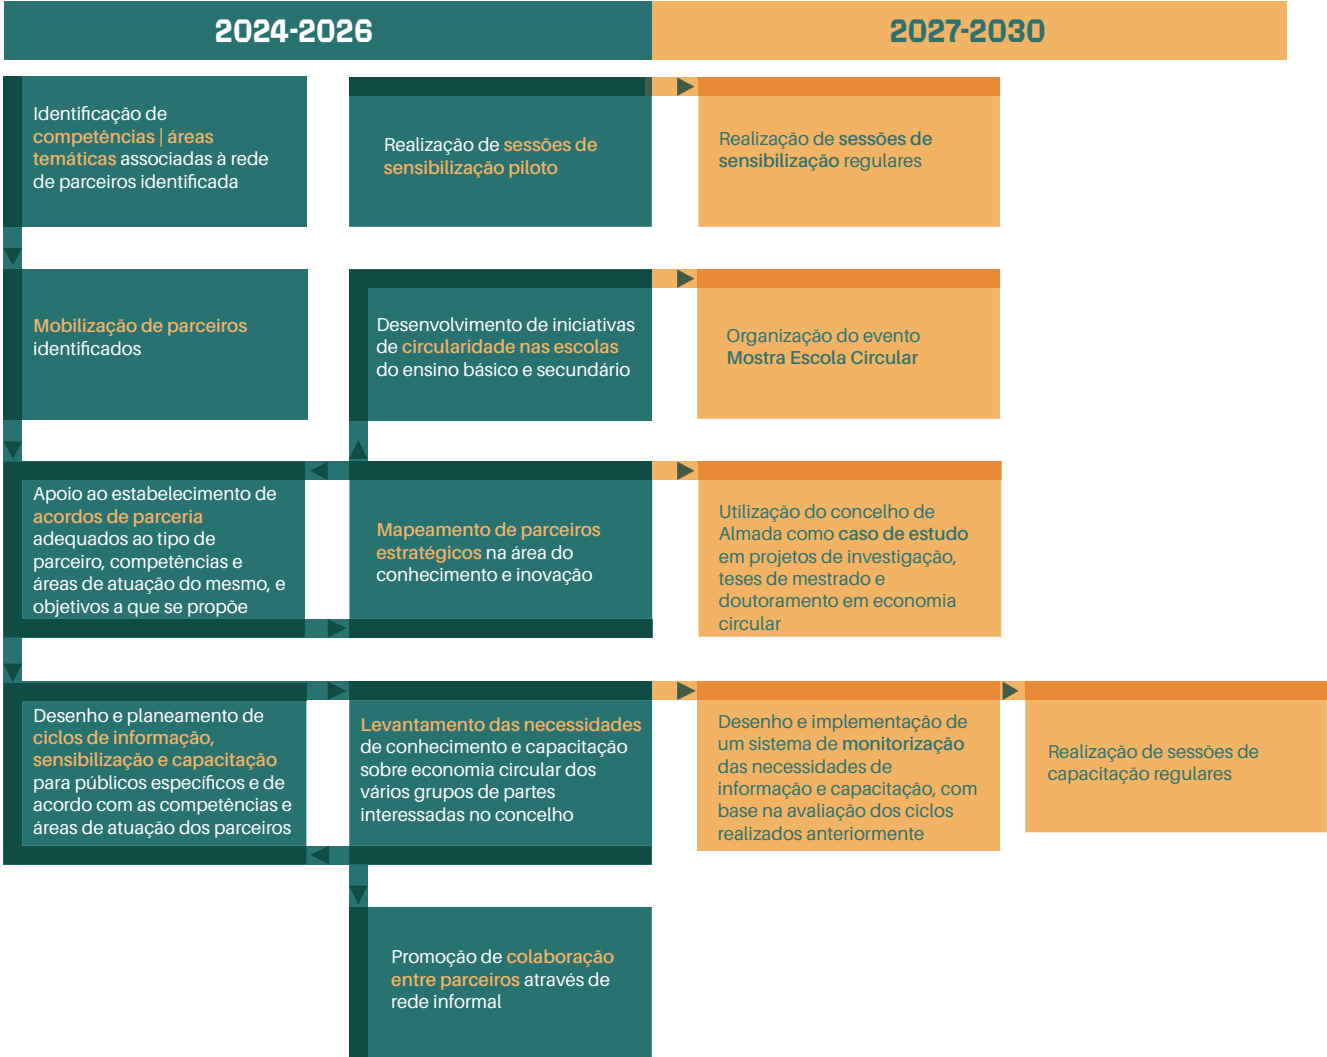 2024-2026
2027-2030
Identificação de
competências | áreas
temáticas associadas à rede
de parceiros identificada
Realização de sessões de
sensibilização piloto
Realização de sessões de
sensibilização regulares
Mobilização de parceiros
identificados
Desenvolvimento de iniciativas
de circularidade nas escolas
do ensino básico e secundário
Organização do evento
Mostra Escola Circular
Apoio ao estabelecimento de
acordos de parceria
adequados ao tipo de
parceiro, competências e
áreas de atuação do mesmo, e
objetivos a que se propõe
Mapeamento de parceiros
estratégicos na área do
conhecimento e inovação
Utilização do concelho de
Almada como caso de estudo
em projetos de investigação,
teses de mestrado e
doutoramento em economia
circular
Desenho e planeamento de
ciclos de informação,
sensibilização e capacitação
para públicos específicos e de
acordo com as competências e
áreas de atuação dos parceiros
Levantamento das necessidades
de conhecimento e capacitação
sobre economia circular dos
vários grupos de partes
interessadas no concelho
Desenho e implementação de
um sistema de monitorização
das necessidades de
informação e capacitação, com
base na avaliação dos ciclos
realizados anteriormente
Realização de sessões de
capacitação regulares
Promoção de colaboração
entre parceiros através de
rede informal